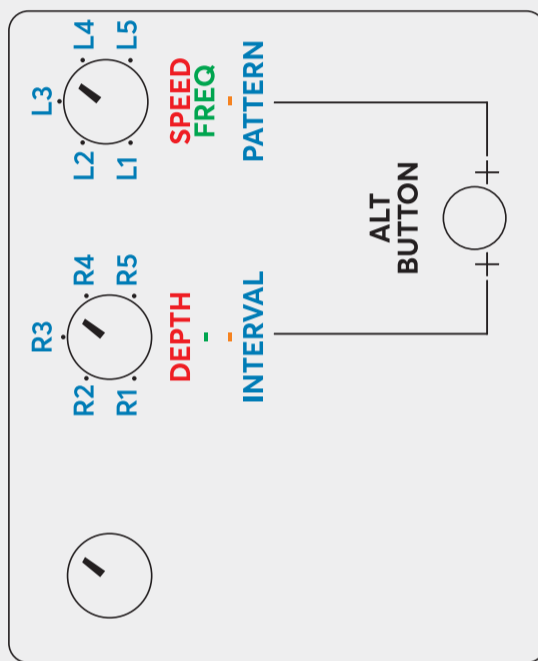 R3 L3
R2 R4 L2 L4
R1 R5 L1 L5
DEPTH SPEED
- FREQ
- -
INTERVAL PATTERN
ALT
BUTTON
+ +